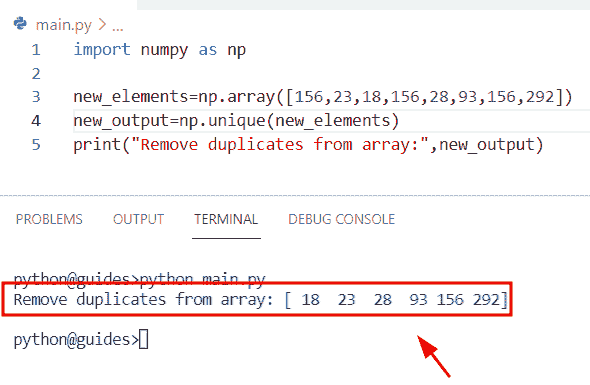 main.py > ...
1 import numpy as np
2
3 new_elements=np.array([156,23,18,156,28,93,156,292])
4 new_output=np.unique(new_elements)
5 print("Remove duplicates from array:",new_output)
PROBLEMS OUTPUT TERMINAL DEBUG CONSOLE
python@guides>python main.py
Remove duplicates from array: [ 18  23  28  93 156 292]
python@guides>